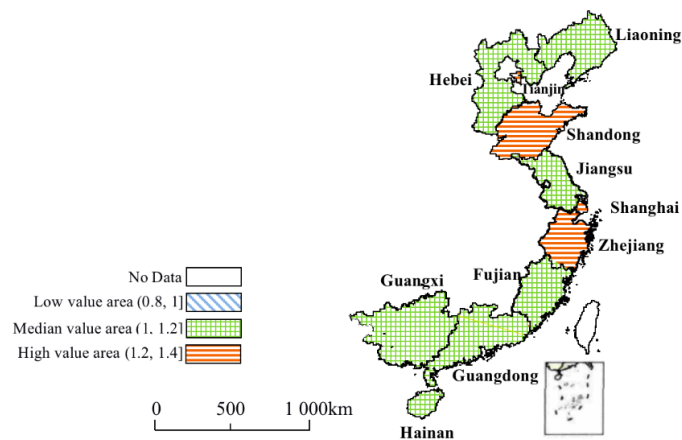 Liaoning
Hebei
Tianjin
Shandong
Jiangsu
Shanghai
Zhejiang
Fujian
Guangxi
Guangdong
Hainan
No Data
Low value area (0.8, 1]
Median value area (1, 1.2]
High value area (1.2, 1.4]
0 500 1 000km